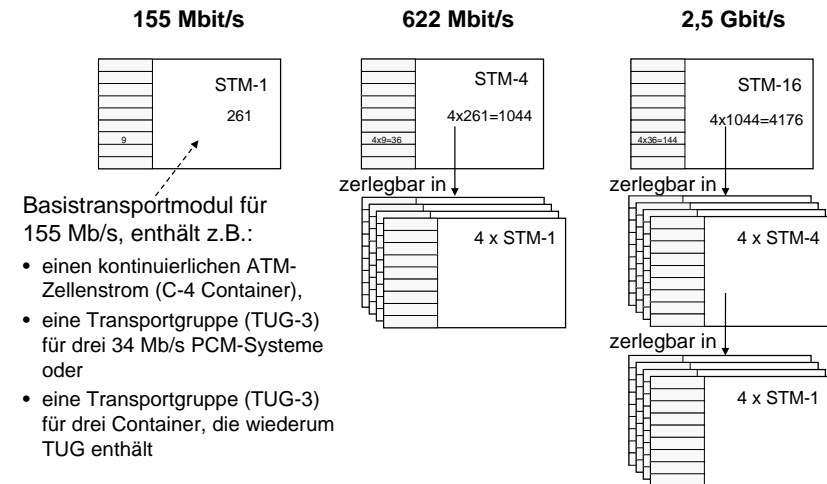 155 Mbit/s
622 Mbit/s
2,5 Gbit/s
STM-1
261
9
STM-4
4x261=1044
4x9=36
STM-16
4x1044=4176
4x36=144
zerlegbar in
zerlegbar in
Basistransportmodul für
155 Mb/s, enthält z.B.:
• einen kontinuierlichen ATM-
Zellenstrom (C-4 Container),
• eine Transportgruppe (TUG-3)
für drei 34 Mb/s PCM-Systeme
oder
• eine Transportgruppe (TUG-3)
für drei Container, die wiederum
TUG enthält
4 x STM-1
4 x STM-4
zerlegbar in
4 x STM-1